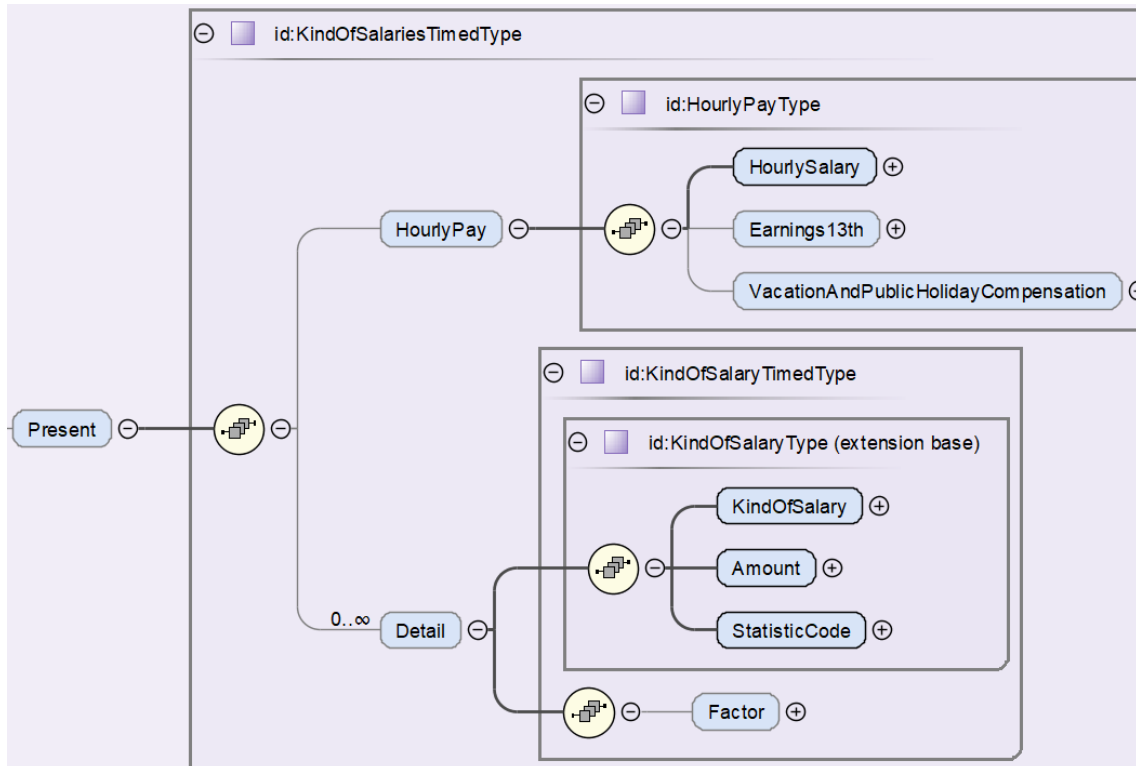 id:KindOfSalariesTimedType
id:HourlyPayType
HourlySalary
HourlyPay
Earnings13th
VacationAndPublicHolidayCompensation
id:KindOfSalaryTimedType
Present
id:KindOfSalaryType (extension base)
KindOfSalary
Amount
0..∞
Detail
StatisticCode
Factor